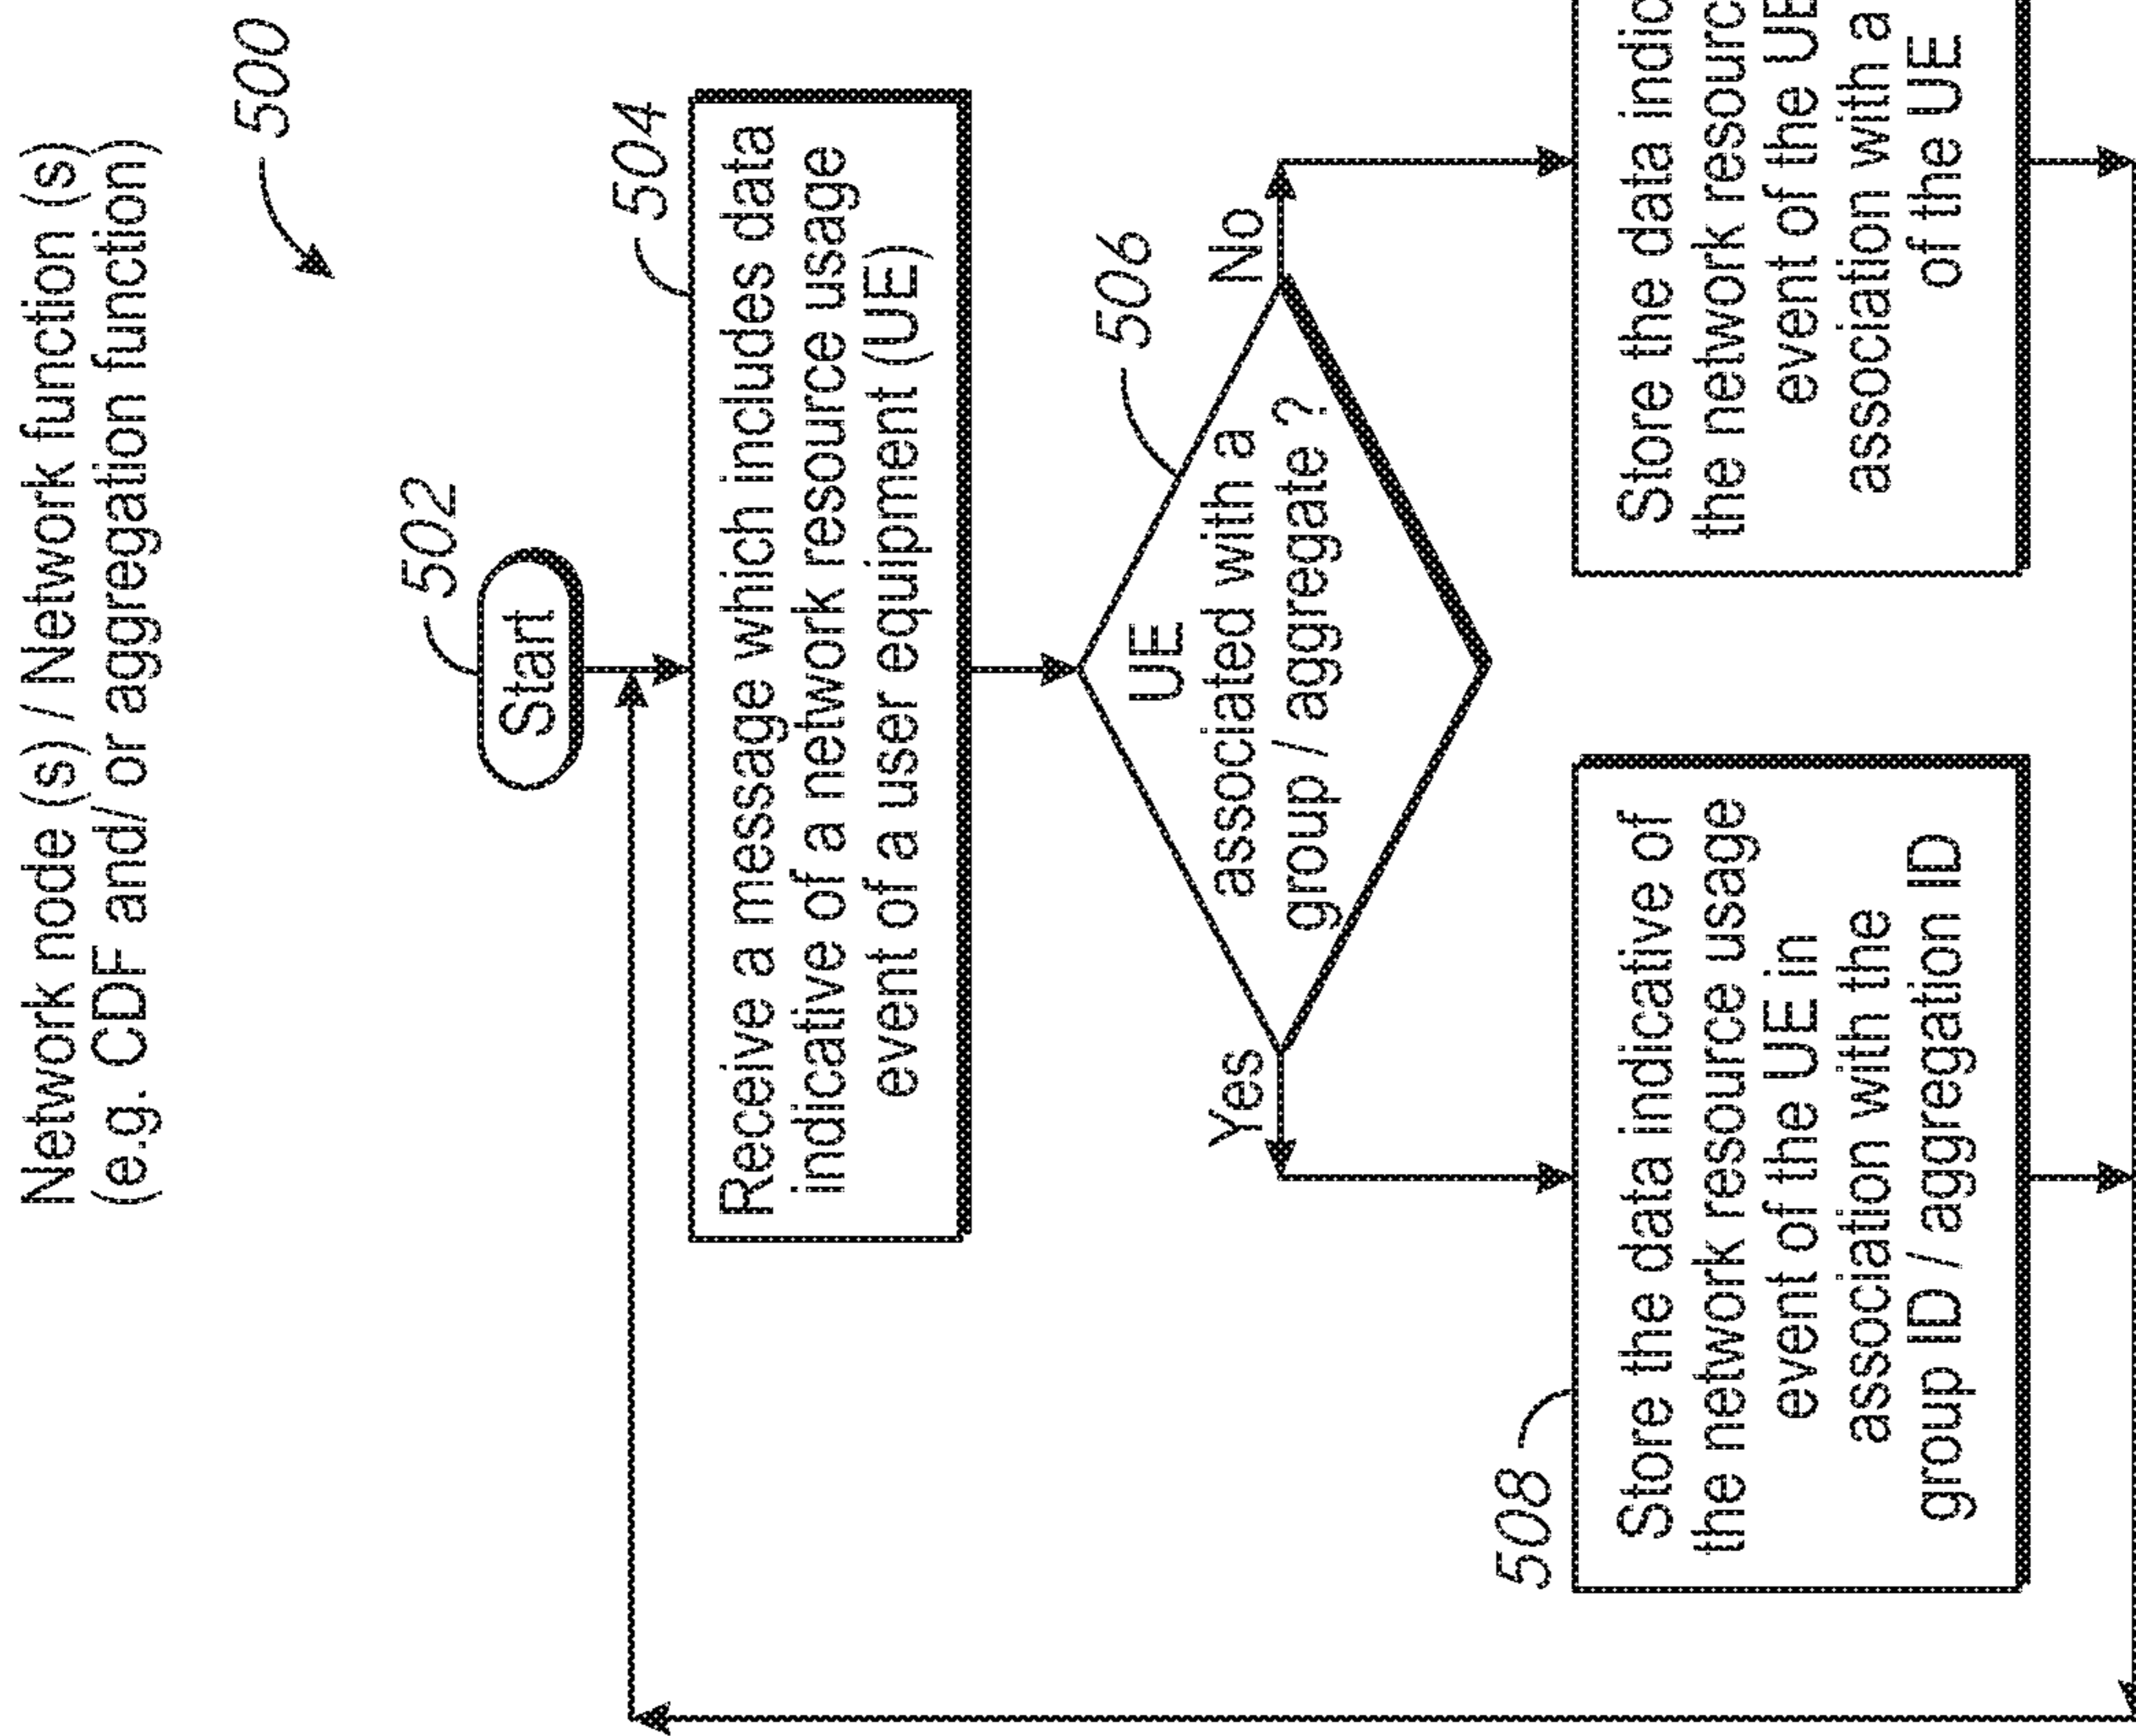 Network node (s) / Network function (s)
(e.g. CDF and/ or aggregation function)
500
502
Start
504
Receive a message which includes data
indicative of a network resource usage
event of a user equipment (UE)
506
UE
associated with a
group / aggregate ?
Yes
No
508
Store the data indicative of
the network resource usage
event of the UE in
association with the
group ID / aggregation ID
Store the data
the network
event of the UE
association with a
of the UE